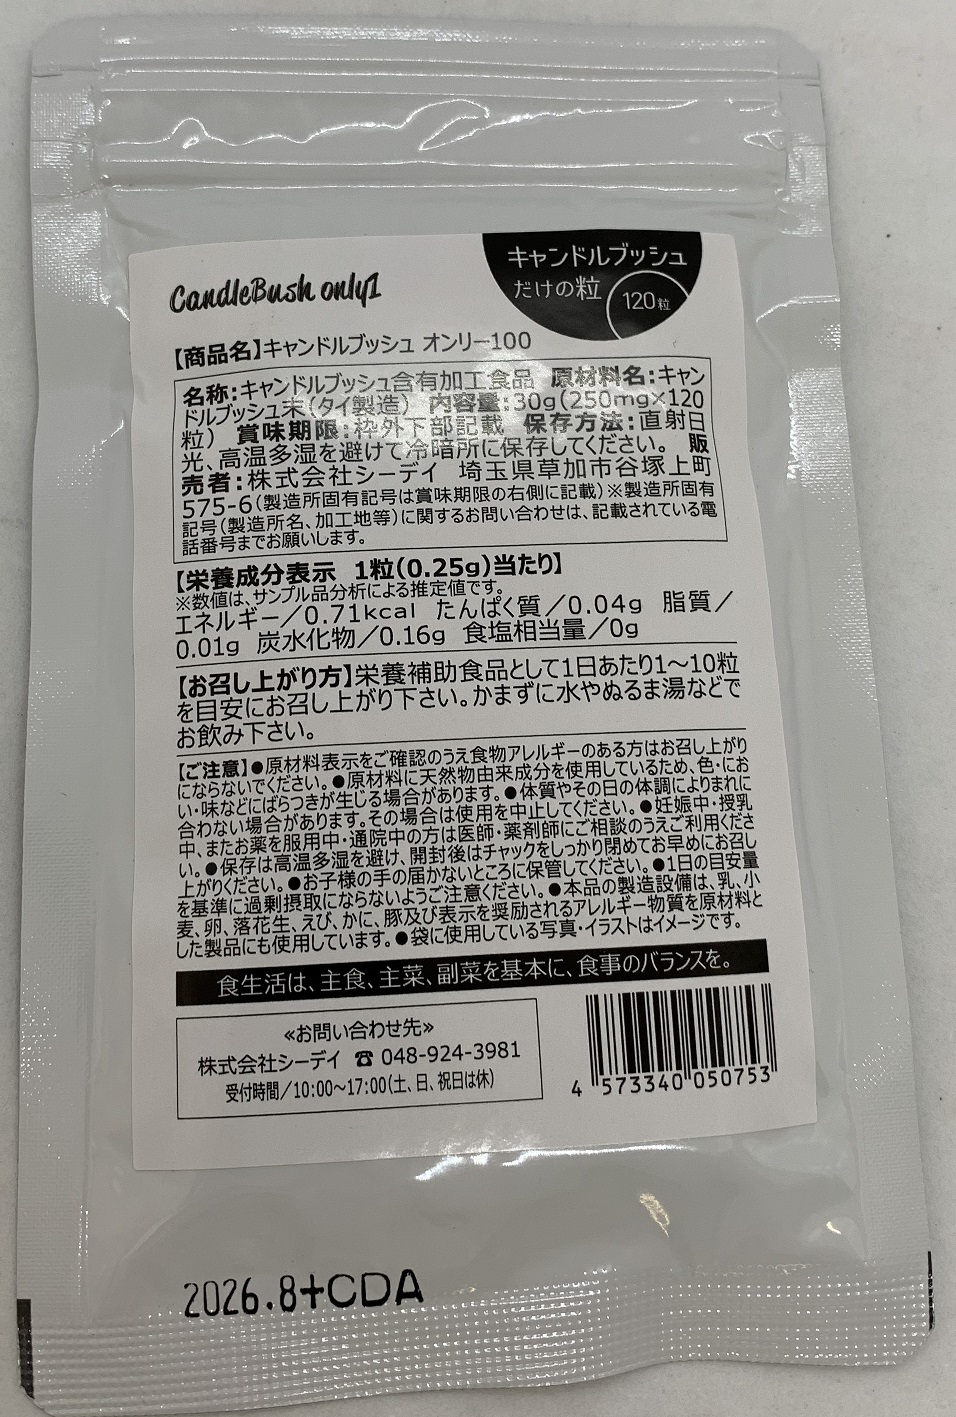 CandleBush only1
キャンドルブッシュ
だけの粒
120粒
【商品名】キャンドルブッシュ オンリー100
名称:キャンドルブッシュ含有加工食品 原材料名:キャン
ドルブッシュ末(タイ製造) 内容量:30g(250mg×120
粒) 賞味期限:枠外下部記載 保存方法:直射日
光、高温多湿を避けて冷暗所に保存してください。 販
売者:株式会社シーデイ 埼玉県草加市谷塚上町
575-6(製造所固有記号は賞味期限の右側に記載)※製造所固有
記号(製造所名、加工地等)に関するお問い合わせは、記載されている電
話番号までお願いします。
【栄養成分表示 1粒(0.25g)当たり】
※数値は、サンプル品分析による推定値です。
エネルギー/0.71kcal たんぱく質/0.04g 脂質/
0.01g 炭水化物/0.16g 食塩相当量/0g
【お召し上がり方】栄養補助食品として1日あたり1〜10粒
を目安にお召し上がり下さい。かまずに水やぬるま湯などで
お飲み下さい。
【ご注意】●原材料表示をご確認のうえ食物アレルギーのある方はお召し上がり
にならないでください。●原材料に天然物由来成分を使用しているため、色・にお
い・味などにばらつきが生じる場合があります。●体質やその日の体調によりまれに
合わない場合があります。その場合は使用を中止してください。●妊娠中・授乳
中、またお薬を服用中・通院中の方は医師・薬剤師にご相談のうえご利用くださ
い。●保存は高温多湿を避け、開封後はチャックをしっかり閉めてお早めにお召し
上がりください。●お子様の手の届かないところに保管してください。●1日の目安量
を基準に過剰摂取にならないようご注意ください。●本品の製造設備は、乳、小
麦、卵、落花生、えび、かに、豚及び表示を奨励されるアレルギー物質を原材料と
した製品にも使用しています。●袋に使用している写真・イラストはイメージです。
食生活は、主食、主菜、副菜を基本に、食事のバランスを。
≪お問い合わせ先≫
株式会社シーデイ ☎ 048-924-3981
受付時間/10:00〜17:00(土、日、祝日は休)
4 573340 050753
2026.8+CDA